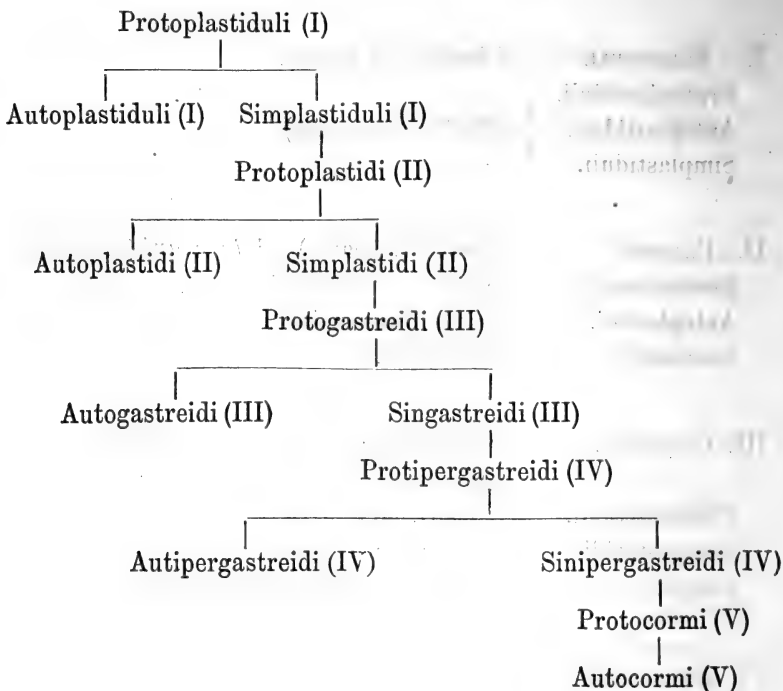 Protoplastiduli (I)
Autoplastiduli (I) Simplastiduli (I)
Protoplastidi (II)
Autoplastidi (II) Simplastidi (II)
Protogastreidi (III)
Autogastreidi (III) Singastreidi (III)
Protipergastreidi (IV)
Autipergastreidi (IV) Sinipergastreidi (IV)
Protocormi (V)
Autocormi (V)